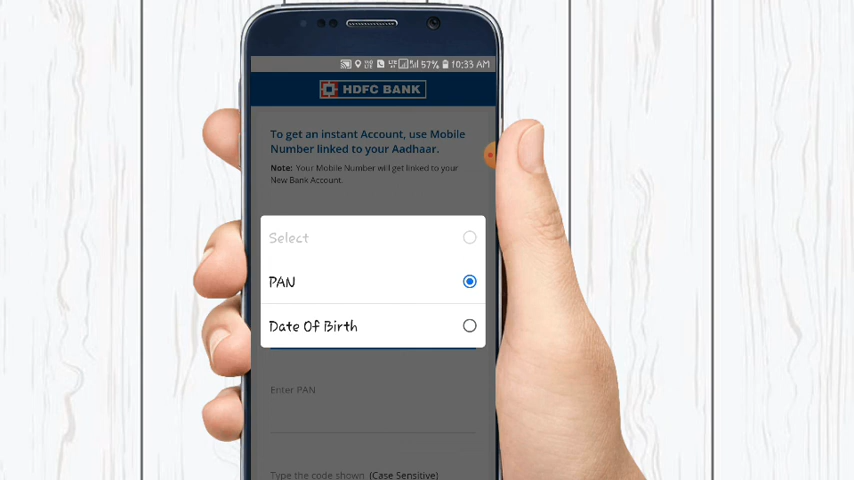 57% 10:33 AM
HDFC BANK
To get an instant Account, use Mobile
Number linked to your Aadhaar.
Note: Your Mobile Number will get linked to your
New Bank Account.
Select
PAN
Date Of Birth
Enter PAN
Type the code shown (Case Sensitive)